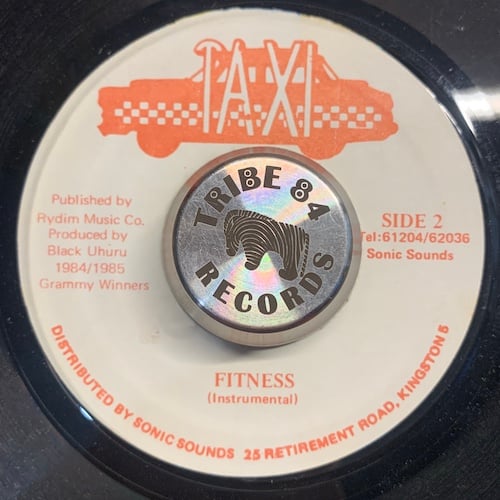 TAXI
TRIBE 84
RECORDS
Published by
Rydim Music Co.
Produced by
Black Uhuru
1984/1985
Grammy Winners
SIDE 2
Tel:61204/62036
Sonic Sounds
FITNESS
(Instrumental)
DISTRIBUTED BY SONIC SOUNDS 25 RETIREMENT ROAD, KINGSTON 5